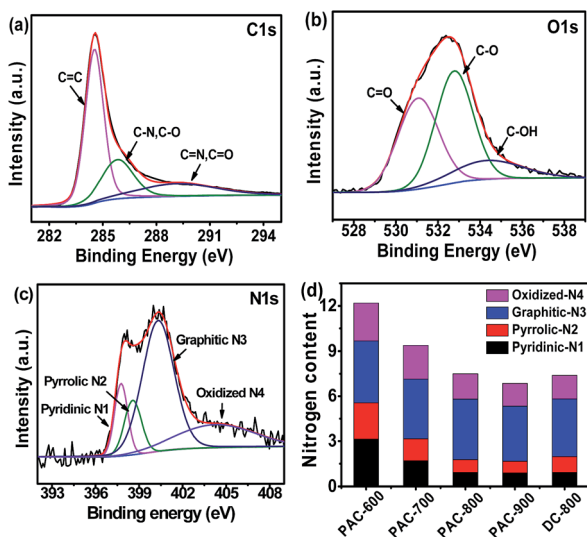 (a)
C1s
C=C
C-N,C-O
C=N,C=O
Intensity (a.u.)
282 285 288 291 294
Binding Energy (eV)
(b)
O1s
C=O
C-O
C-OH
Intensity (a.u.)
528 530 532 534 536 538
Binding Energy (eV)
(c)
N1s
Graphitic N3
Pyrrolic N2
Pyridinic N1
Oxidized N4
Intensity (a.u.)
393 396 399 402 405 408
Binding energy (eV)
(d)
Oxidized-N4
Graphitic-N3
Pyrrolic-N2
Pyridinic-N1
Nitrogen content
12
9
6
3
0
PAC-600
PAC-700
PAC-800
PAC-900
DC-800